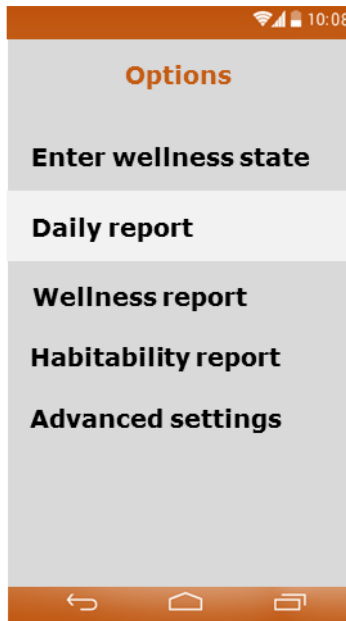 10:08
Options
Enter wellness state
Daily report
Wellness report
Habitability report
Advanced settings